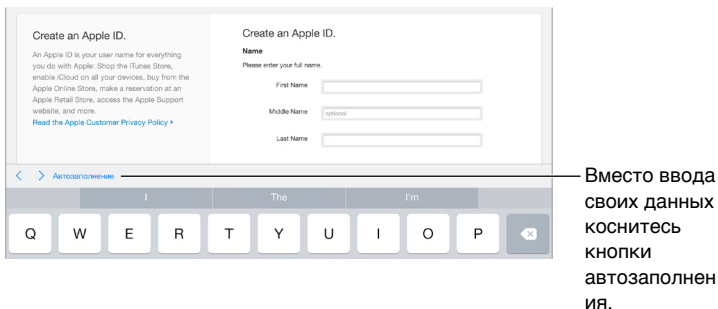 Create an Apple ID.
An Apple ID is your user name for everything
you do with Apple: Shop the iTunes Store,
enable iCloud on all your devices, buy from the
Apple Online Store, make a reservation at an
Apple Retail Store, access the Apple Support
website, and more.
Read the Apple Customer Privacy Policy
Create an Apple ID.
Name
Please enter your full name.
First Name
Middle Name optional
Last Name
Автозаполнение
I The I'm
Q W E R T Y U I O P
Вместо ввода
своих данных
коснитесь
кнопки
автозаполнен
ия.